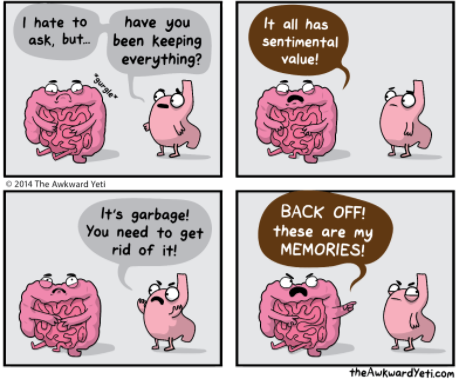 I hate to
ask, but...
have you
been keeping
everything?
*gurgle*
It all has
sentimental
value!
© 2014 The Awkward Yeti
It's garbage!
You need to get
rid of it!
BACK OFF!
these are my
MEMORIES!
theAwkwardYeti.com